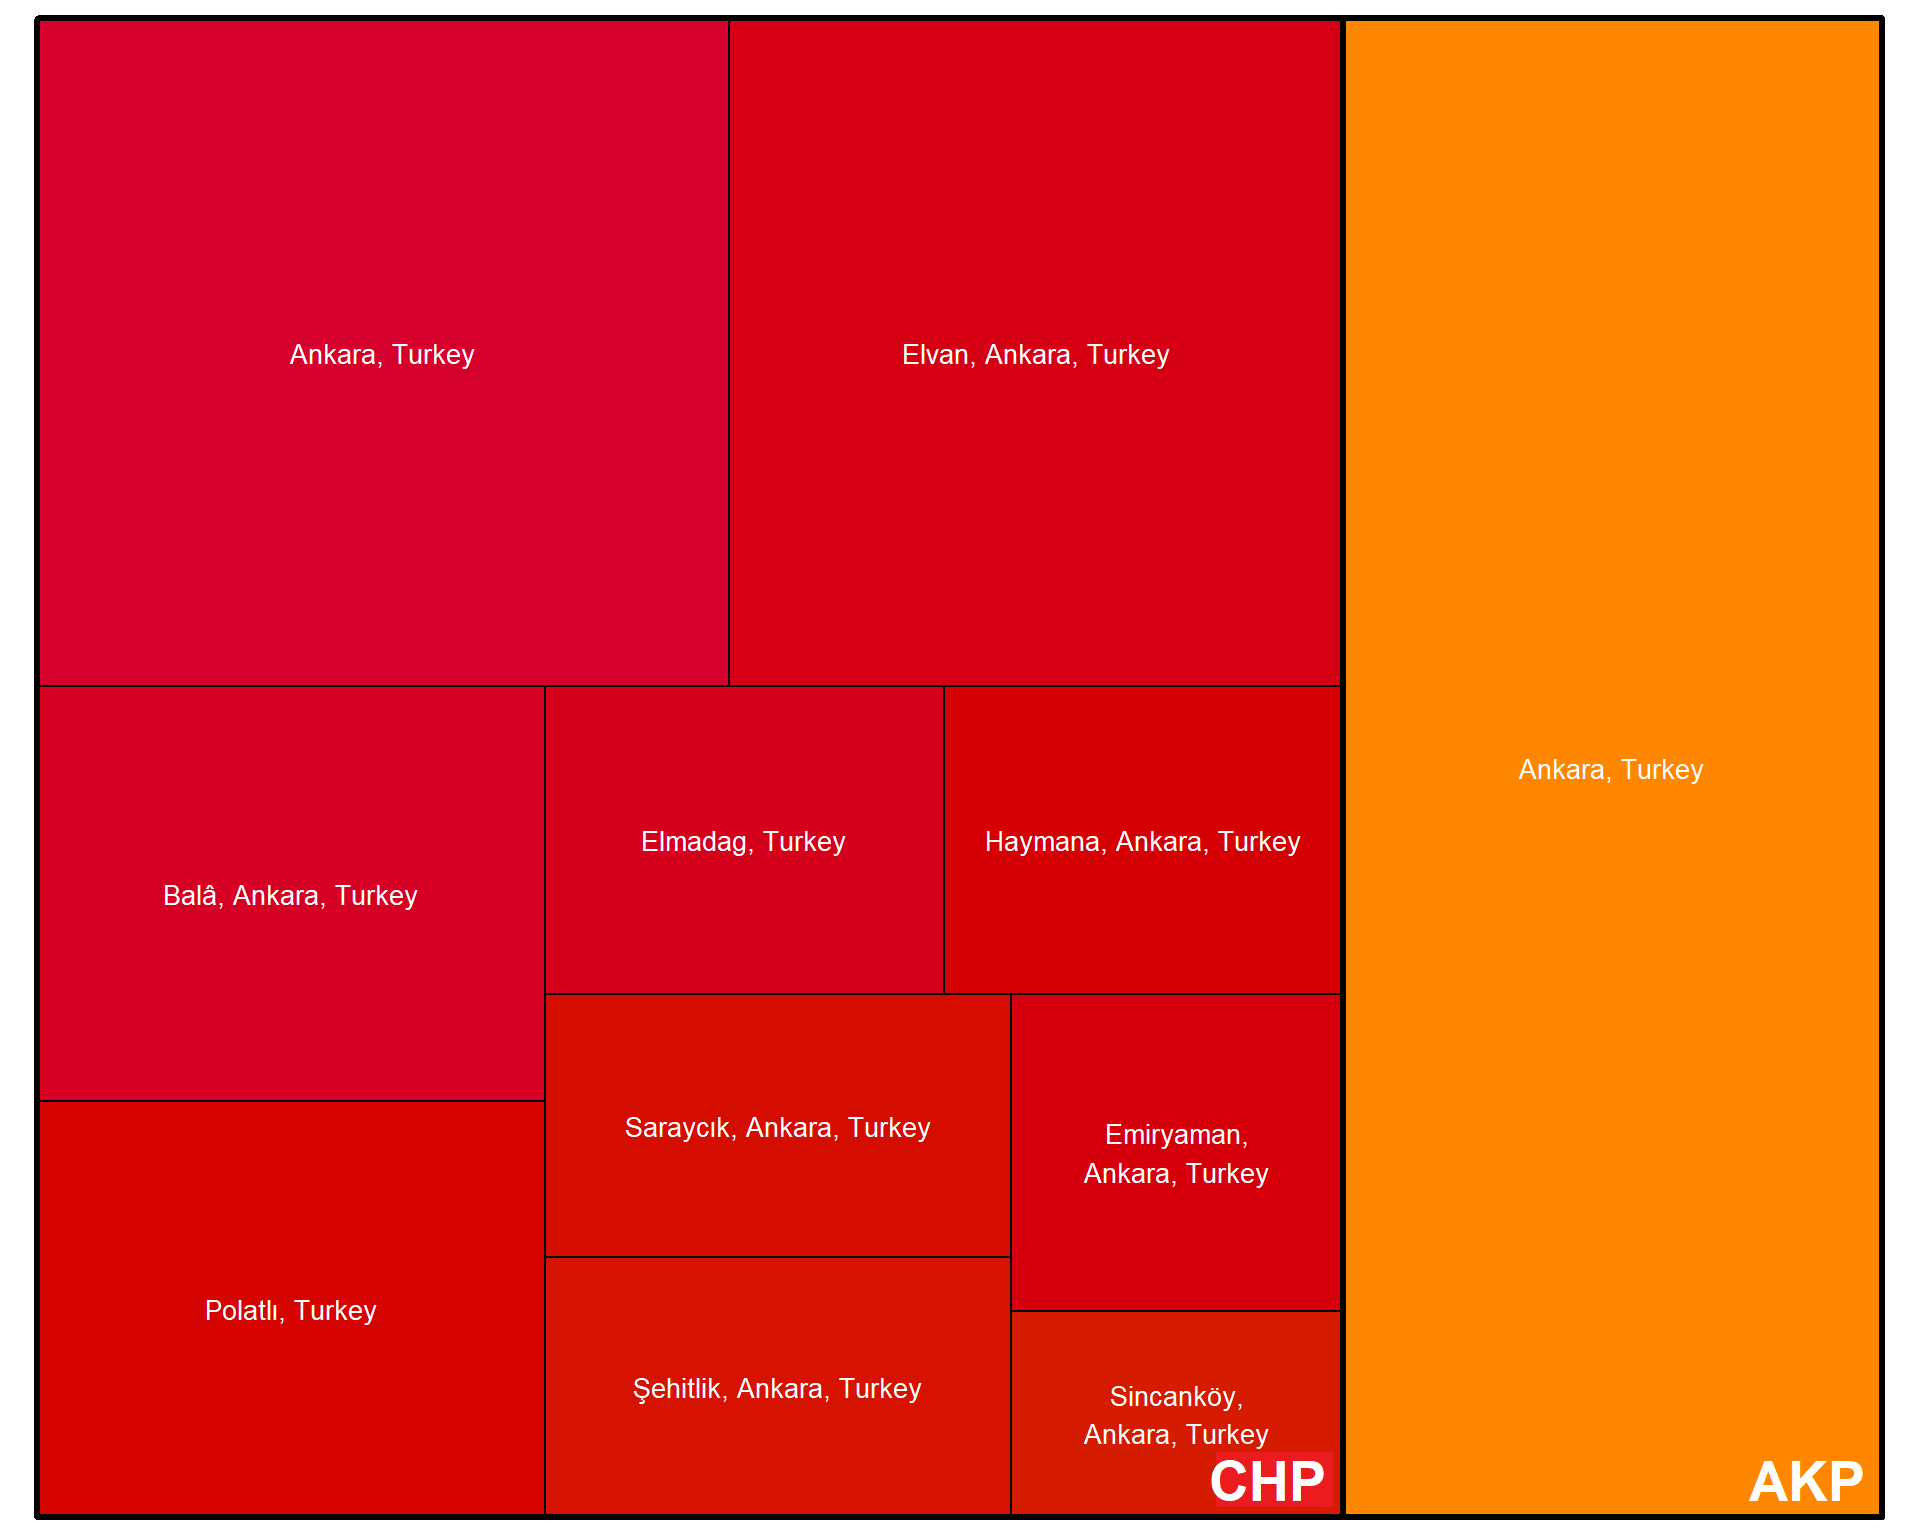 Ankara, Turkey
Elvan, Ankara, Turkey
Balâ, Ankara, Turkey
Elmadag, Turkey
Haymana, Ankara, Turkey
Polatlı, Turkey
Saraycık, Ankara, Turkey
Emiryaman,
Ankara, Turkey
Şehitlik, Ankara, Turkey
Sincanköy,
Ankara, Turkey
CHP
Ankara, Turkey
AKP